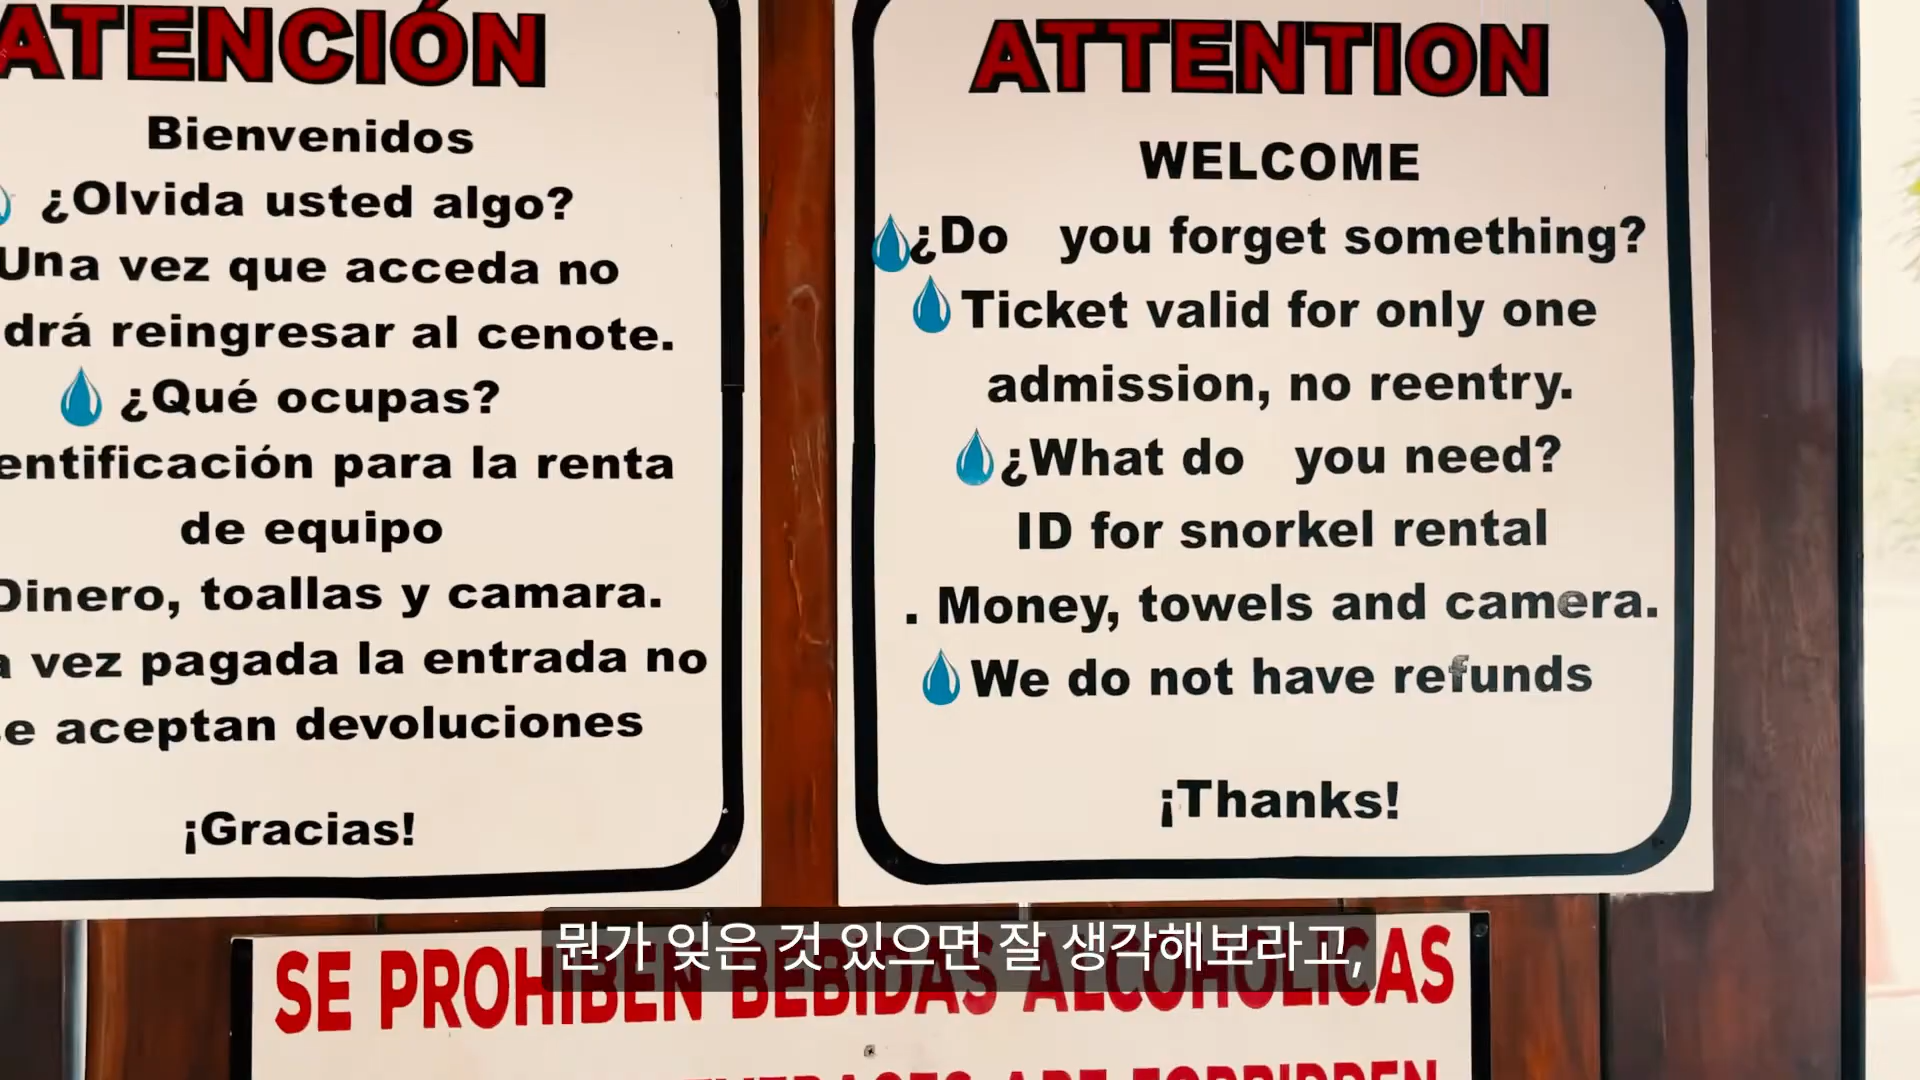 ATENCIÓN
Bienvenidos
¿Olvida usted algo?
Una vez que acceda no
reingresar al cenote.
¿Qué ocupas?
para la renta
de equipo
Dinero, toallas y camara.
vez pagada la entrada no
aceptan devoluciones
¡Gracias!
ATTENTION
WELCOME
¿Do you forget something?
Ticket valid for only one
admission, no reentry.
¿What do you need?
ID for snorkel rental
. Money, towels and camera.
We do not have refunds
¡Thanks!
SE PROHIBEN BEBIDAS ALCOHOLICAS
ARE FORBIDDEN
뭔가 잊은 것 있으면 잘 생각해보라고,